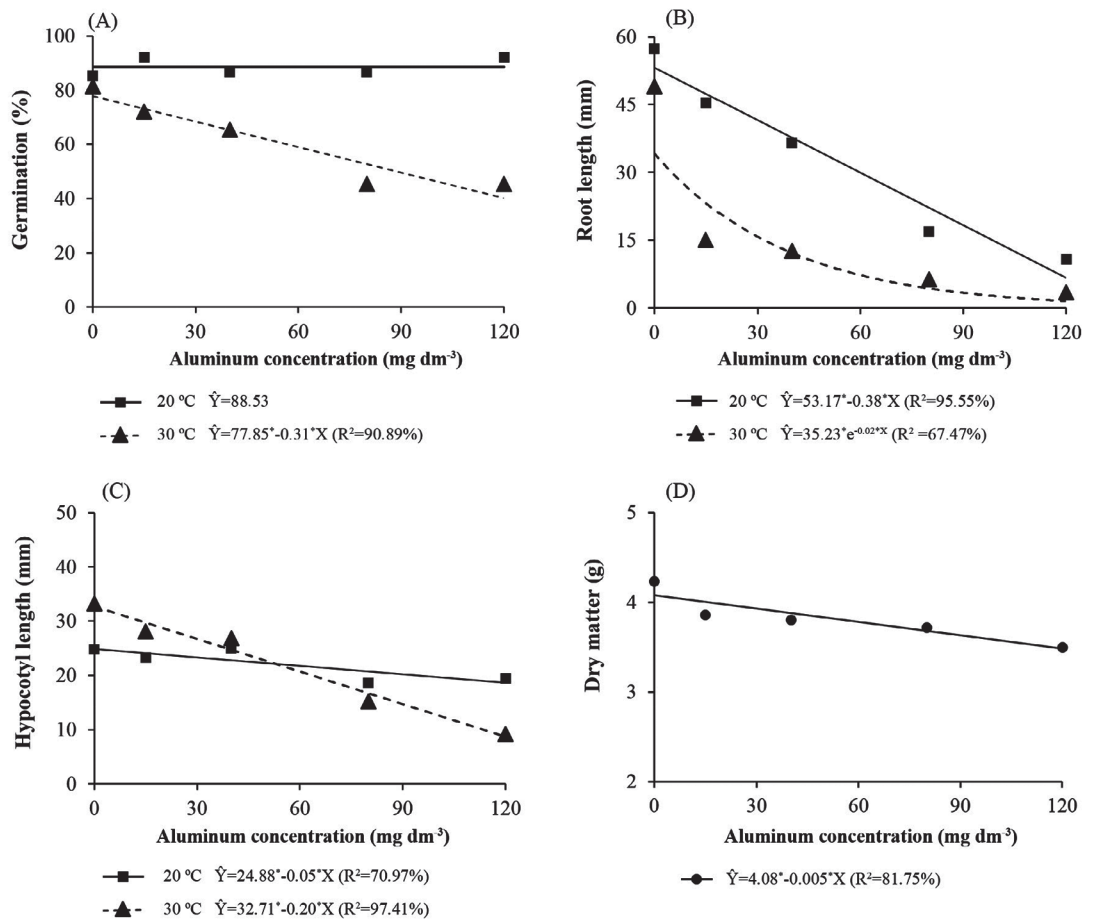 (A)
100
80
60
40
20
0
Germination (%)
0 30 60 90 120
Aluminum concentration (mg dm⁻³)
20 ºC Ŷ=88.53
30 ºC Ŷ=77.85*-0.31*X (R²=90.89%)
(B)
60
45
30
15
0
Root length (mm)
0 30 60 90 120
Aluminum concentration (mg dm⁻³)
20 ºC Ŷ=53.17*-0.38*X (R²=95.55%)
30 ºC Ŷ=35.23*e⁻⁰·⁰²*ˣ (R² =67.47%)
(C)
50
40
30
20
10
0
Hypocotyl length (mm)
0 30 60 90 120
Aluminum concentration (mg dm⁻³)
20 ºC Ŷ=24.88*-0.05*X (R²=70.97%)
30 ºC Ŷ=32.71*-0.20*X (R²=97.41%)
(D)
5
4
3
2
Dry matter (g)
0 30 60 90 120
Aluminum concentration (mg dm⁻³)
Ŷ=4.08*-0.005*X (R²=81.75%)